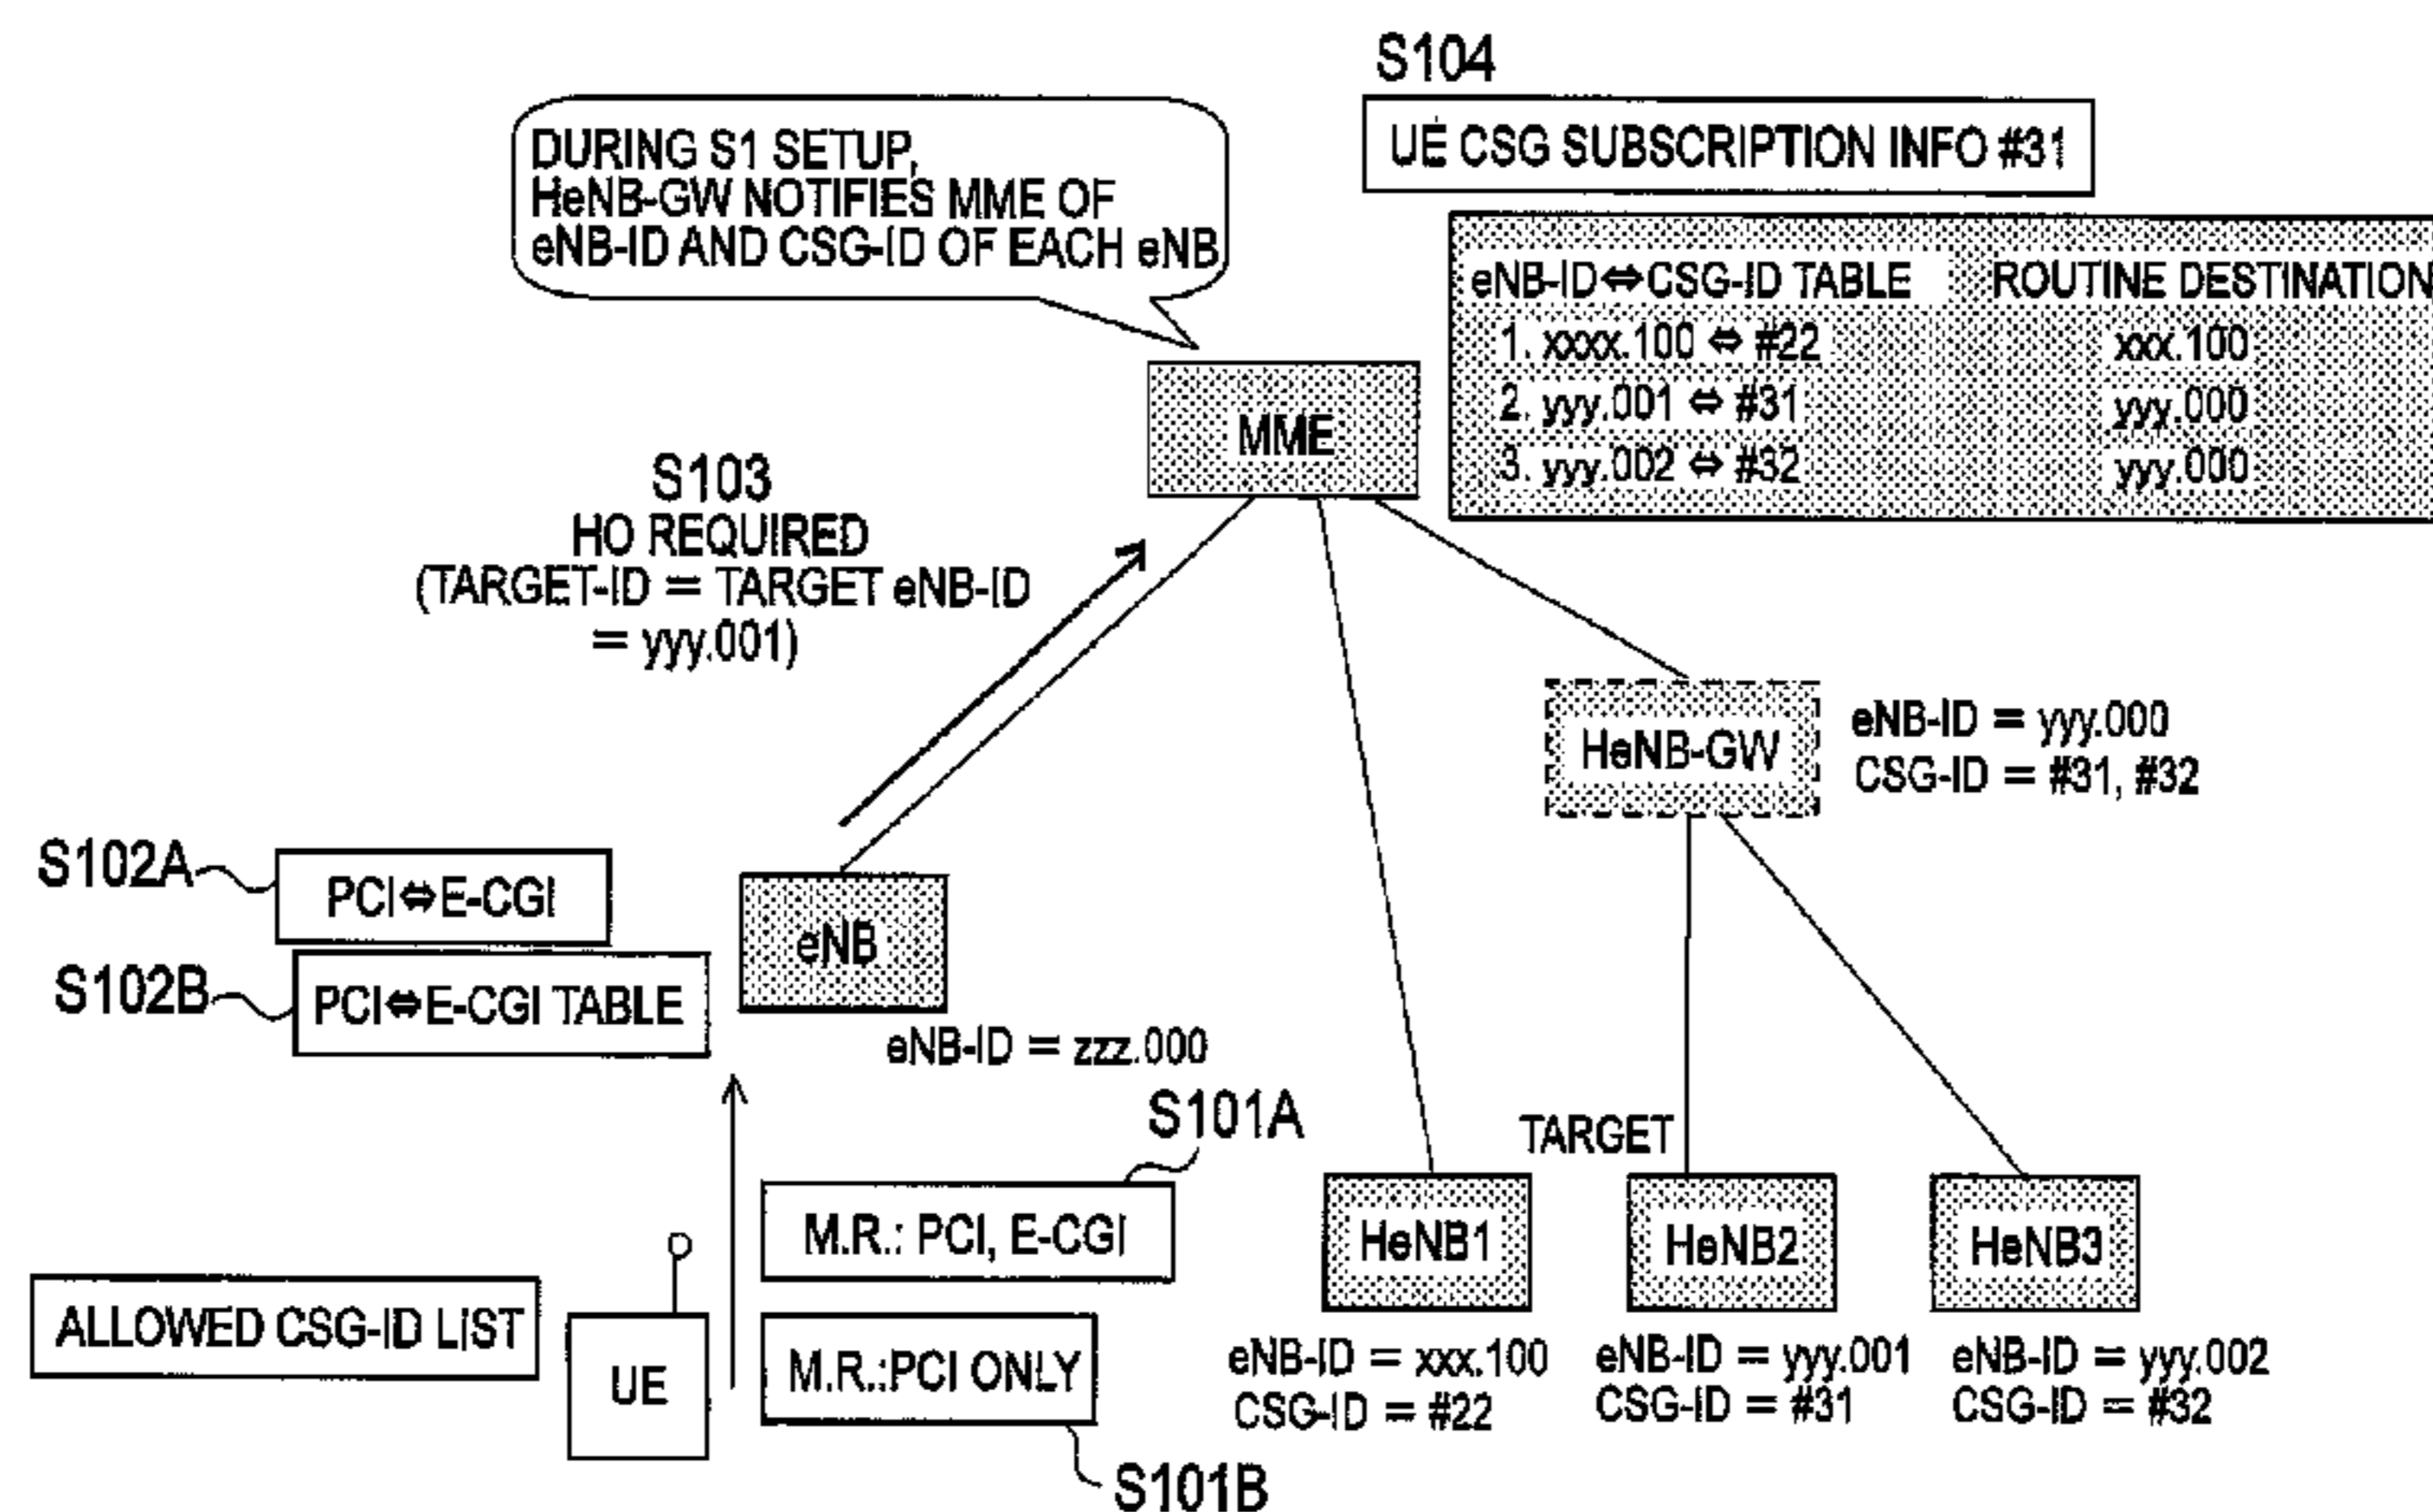 S104
UE CSG SUBSCRIPTION INFO #31
DURING S1 SETUP,
HeNB-GW NOTIFIES MME OF
eNB-ID AND CSG-ID OF EACH eNB
eNB-ID⇔CSG-ID TABLE ROUTINE DESTINATION
1. xxxx.100 ⇔ #22 xxx.100
2. yyy.001 ⇔ #31 yyy.000
3. yyy.002 ⇔ #32 yyy.000
MME
S103
HO REQUIRED
(TARGET-ID = TARGET eNB-ID
= yyy.001)
HeNB-GW
eNB-ID = yyy.000
CSG-ID = #31, #32
S102A
PCI⇔E-CGI
S102B
PCI⇔E-CGI TABLE
eNB
eNB-ID = zzz.000
S101A
M.R.: PCI, E-CGI
ALLOWED CSG-ID LIST
UE
M.R.:PCI ONLY
S101B
TARGET
HeNB1
HeNB2
HeNB3
eNB-ID = xxx.100
CSG-ID = #22
eNB-ID = yyy.001
CSG-ID = #31
eNB-ID = yyy.002
CSG-ID = #32